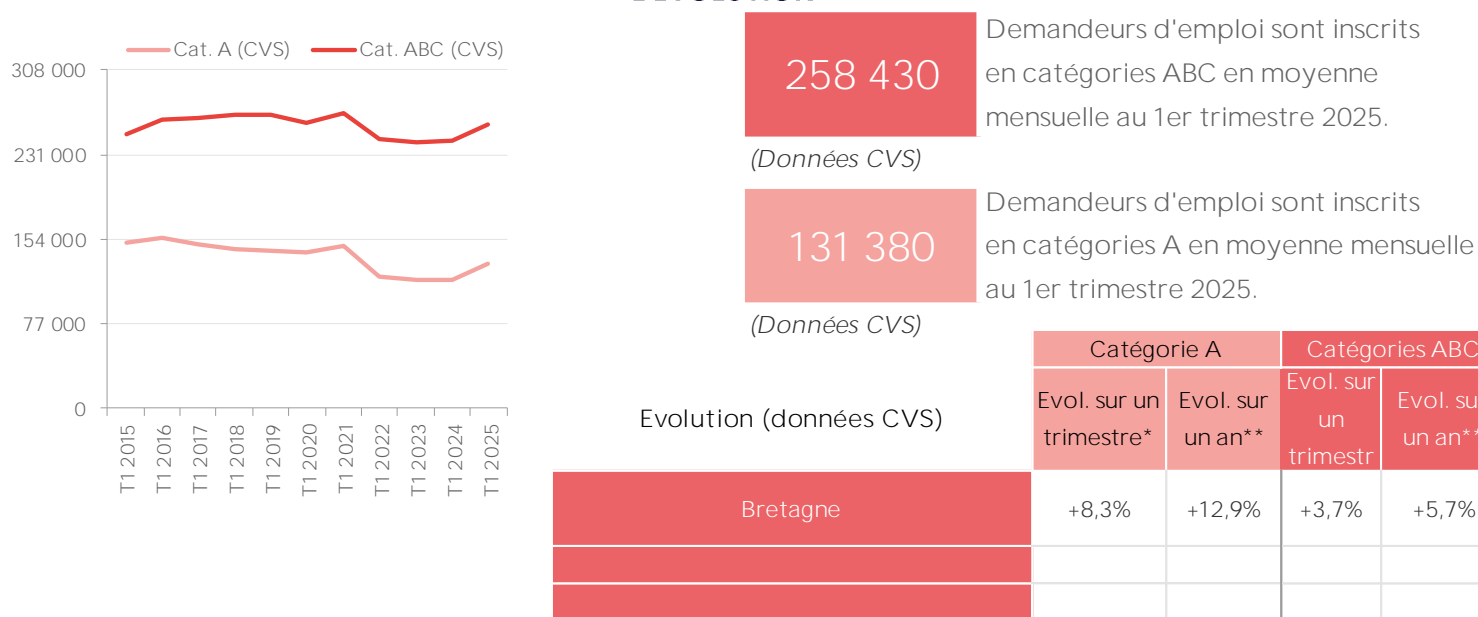 Cat. A (CVS)
Cat. ABC (CVS)
308 000
231 000
154 000
77 000
0
T1 2015
T1 2016
T1 2017
T1 2018
T1 2019
T1 2020
T1 2021
T1 2022
T1 2023
T1 2024
T1 2025
258 430
Demandeurs d'emploi sont inscrits
en catégories ABC en moyenne
mensuelle au 1er trimestre 2025.
(Données CVS)
131 380
Demandeurs d'emploi sont inscrits
en catégories A en moyenne mensuelle
au 1er trimestre 2025.
(Données CVS)
Evolution (données CVS)
Catégorie A
Catégories ABC
Evol. sur un
trimestre*
Evol. sur
un an**
Evol. sur
un
trimestr
Evol. su
un an**
Bretagne
+8,3%
+12,9%
+3,7%
+5,7%